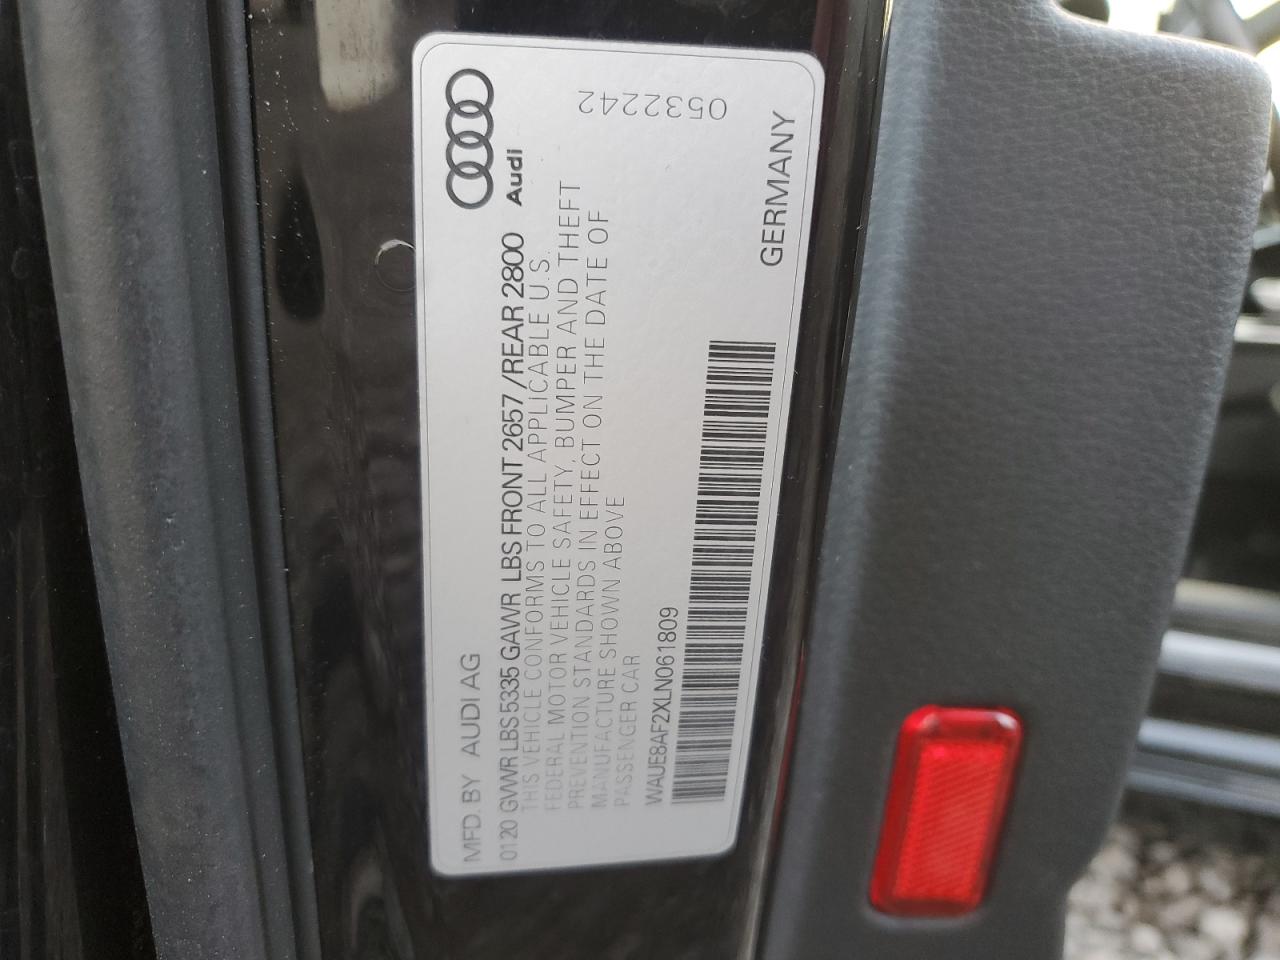 MFD. BY AUDI AG
0120 GVWR LBS 5335 GAWR LBS FRONT 2657 / REAR 2800
Audi
THIS VEHICLE CONFORMS TO ALL APPLICABLE U.S.
FEDERAL MOTOR VEHICLE SAFETY, BUMPER AND THEFT
PREVENTION STANDARDS IN EFFECT ON THE DATE OF
MANUFACTURE SHOWN ABOVE
PASSENGER CAR
WAUE8AF2XLN061809
0532242
GERMANY